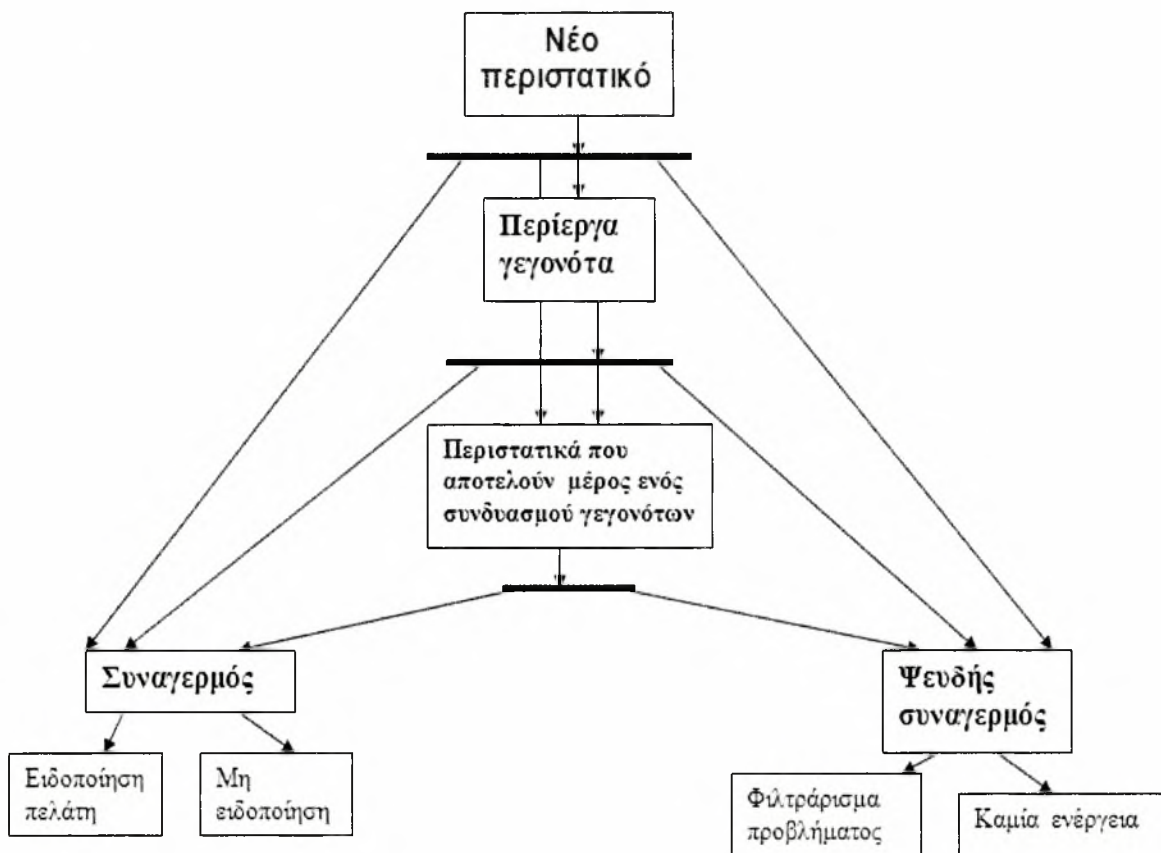 Νέο
περιστατικό
Περίεργα
γεγονότα
Περιστατικά που
αποτελούν μέρος ενός
συνδυασμού γεγονότων
Συναγερμός
Ψευδής
συναγερμός
Ειδοποίηση
πελάτη
Μη
ειδοποίηση
Φιλτράρισμα
προβλήματος
Καμία ενέργεια